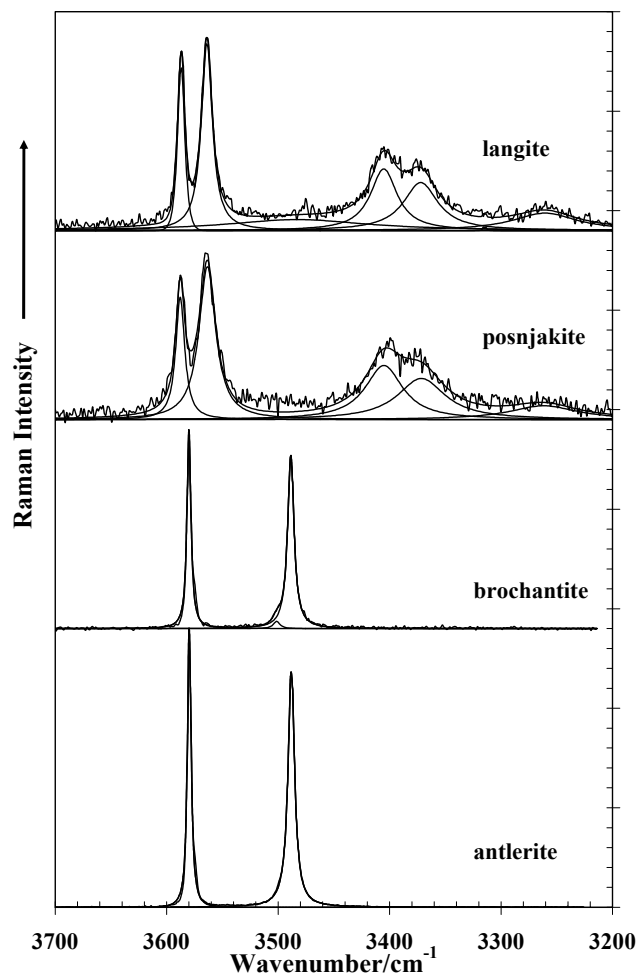 langite
posnjakite
Raman Intensity
brochantite
antlerite
3700 3600 3500 3400 3300 3200
Wavenumber/cm-1